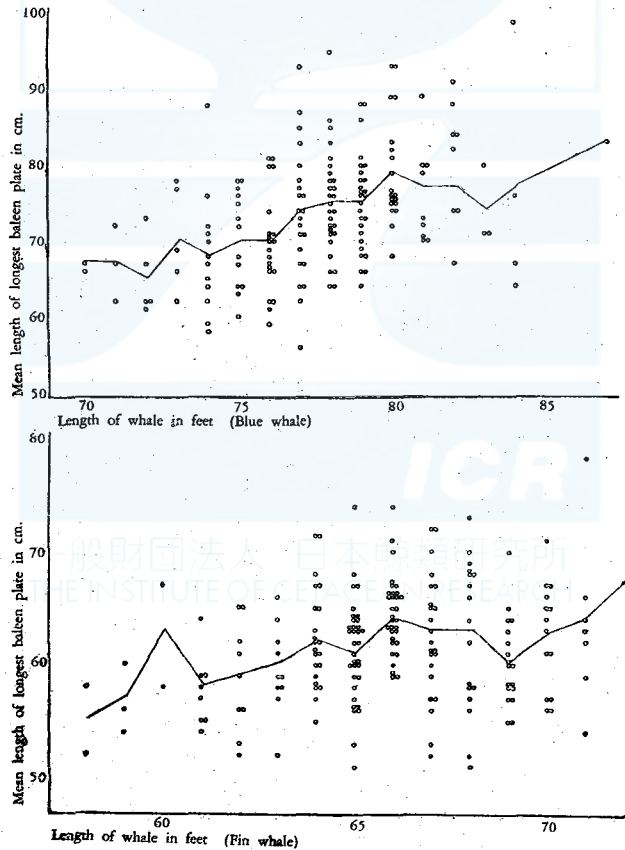 100
90
80
70
60
50
Mean length of longest baleen plate in cm.
70 75 80 85
Length of whale in feet (Blue whale)
80
70
60
50
Mean length of longest baleen plate in cm.
60 65 70
Length of whale in feet (Fin whale)
ICR
一般財団法人 日本鯨類研究所
THE INSTITUTE OF CETACEAN RESEARCH